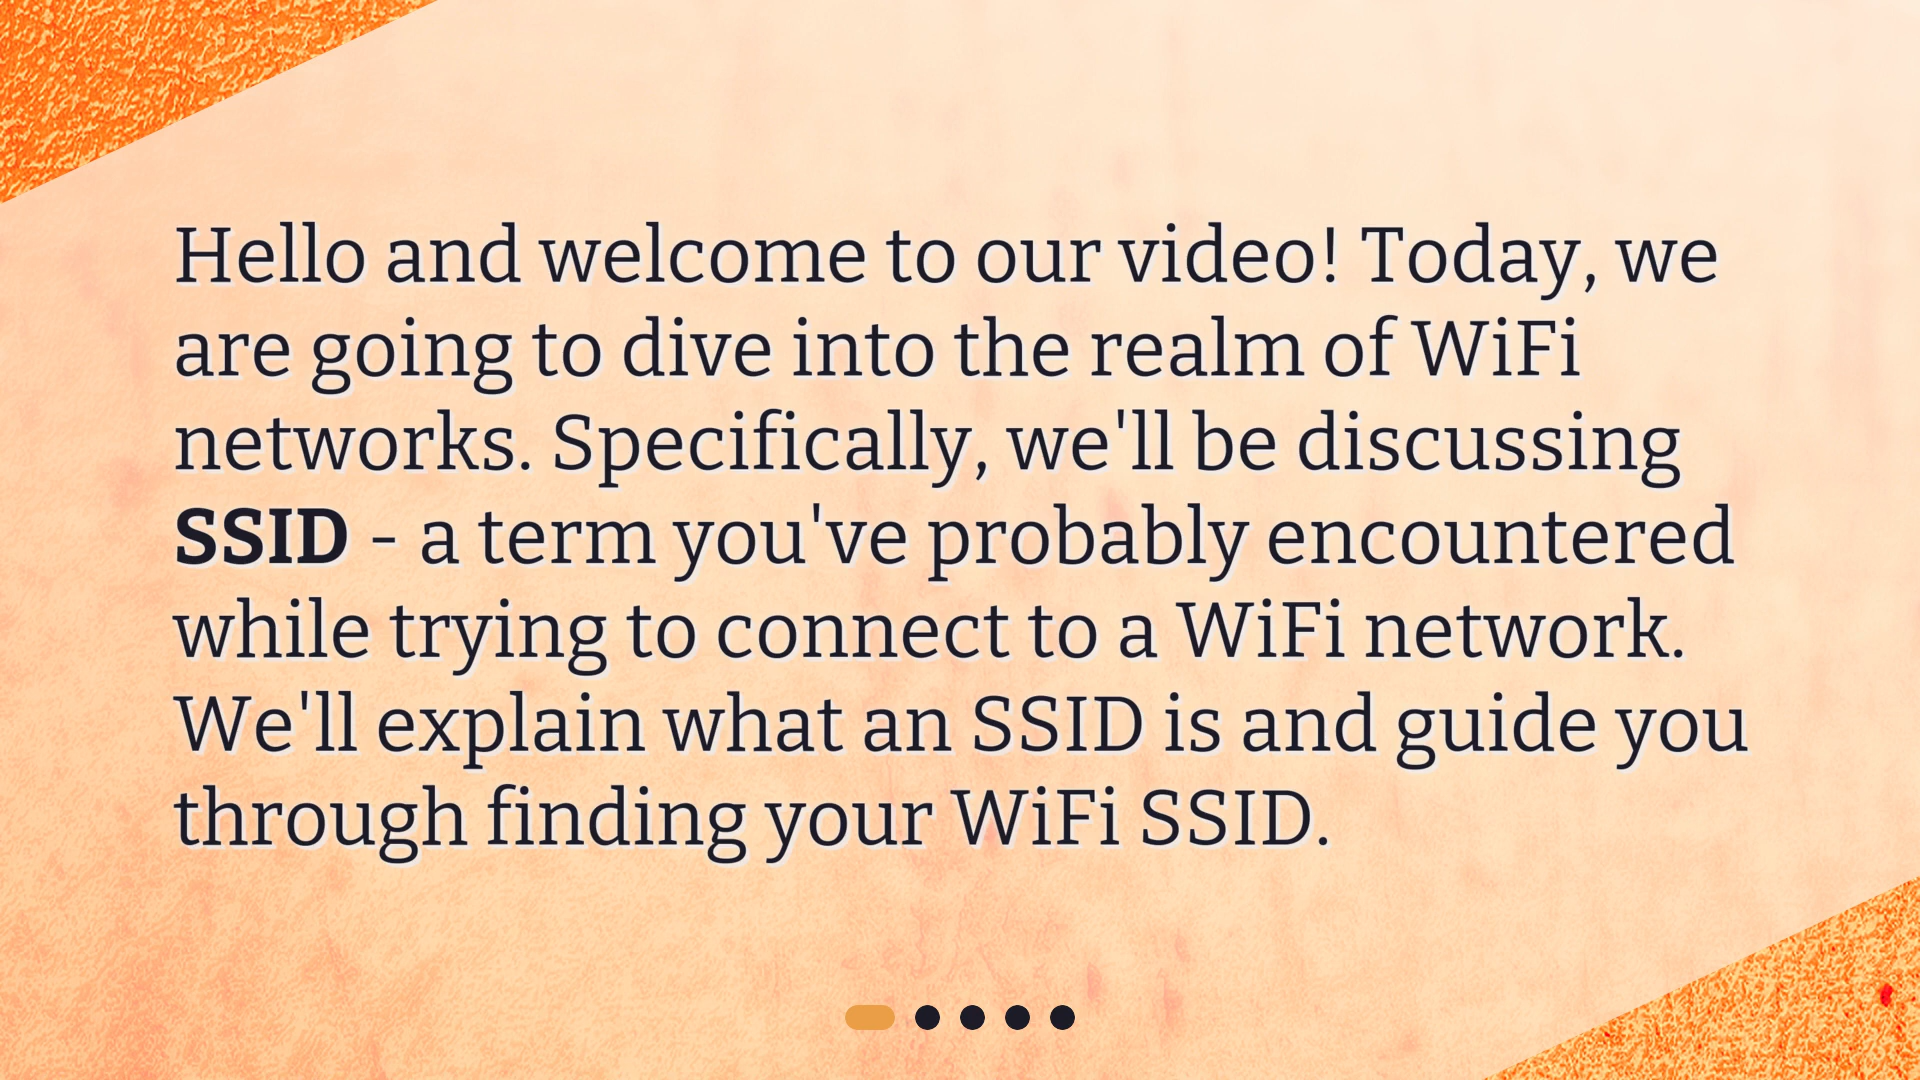 Hello and welcome to our video! Today, we
are going to dive into the realm of WiFi
networks. Specifically, we'll be discussing
SSID - a term you've probably encountered
while trying to connect to a WiFi network.
We'll explain what an SSID is and guide you
through finding your WiFi SSID.